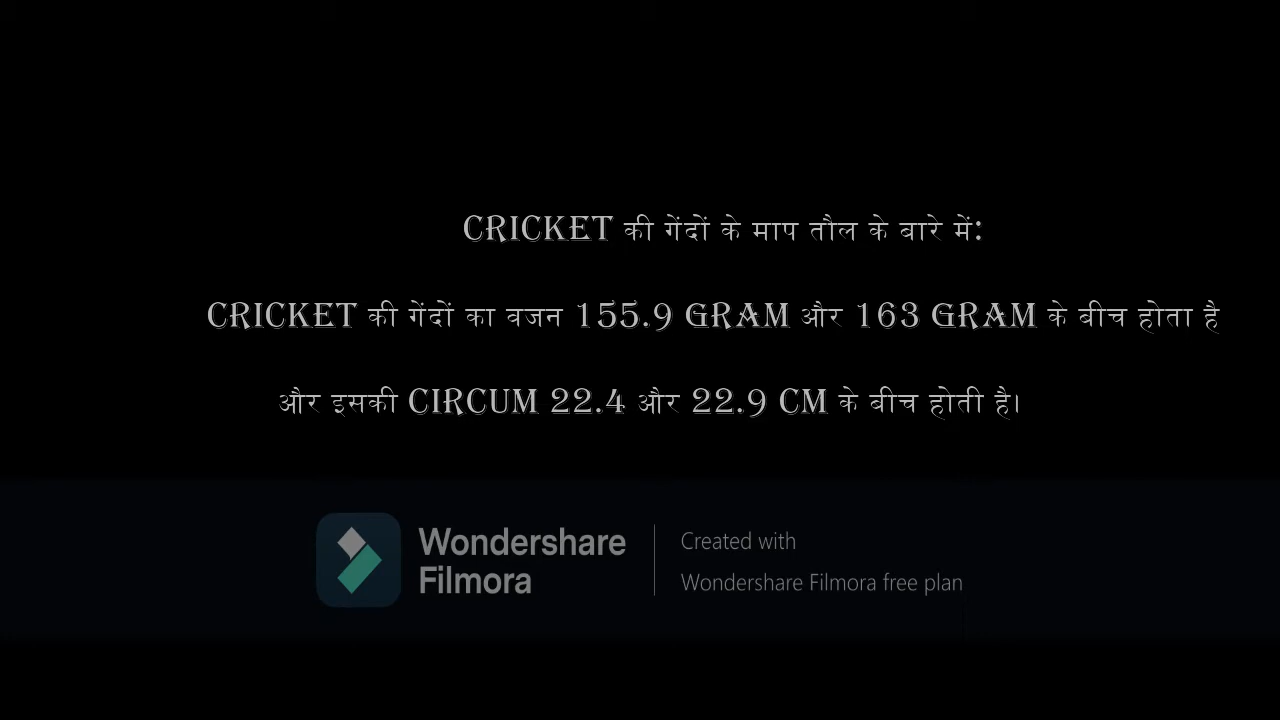 CRICKET की गेंदों के माप तौल के बारे में:
CRICKET की गेंदों का वजन 155.9 GRAM और 163 GRAM के बीच होता है
और इसकी CIRCUM 22.4 और 22.9 CM के बीच होती है।
Wondershare
Filmora
Created with
Wondershare Filmora free plan